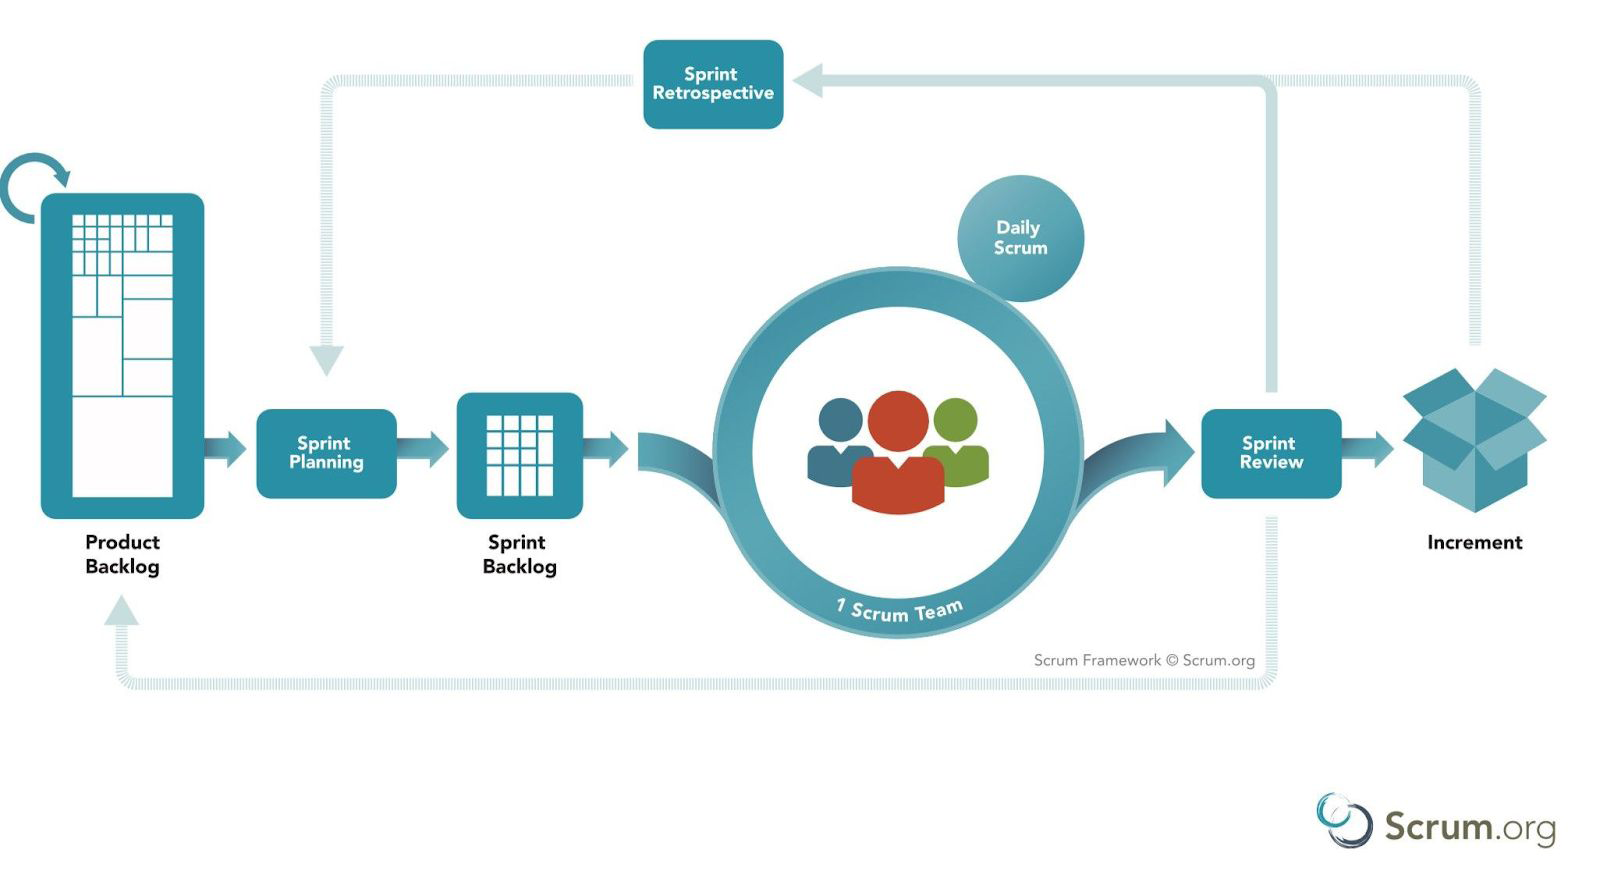 Sprint
Retrospective
Daily
Scrum
Sprint
Planning
Sprint
Review
Product
Backlog
Sprint
Backlog
Increment
1 Scrum Team
Scrum Framework © Scrum.org
Scrum.org